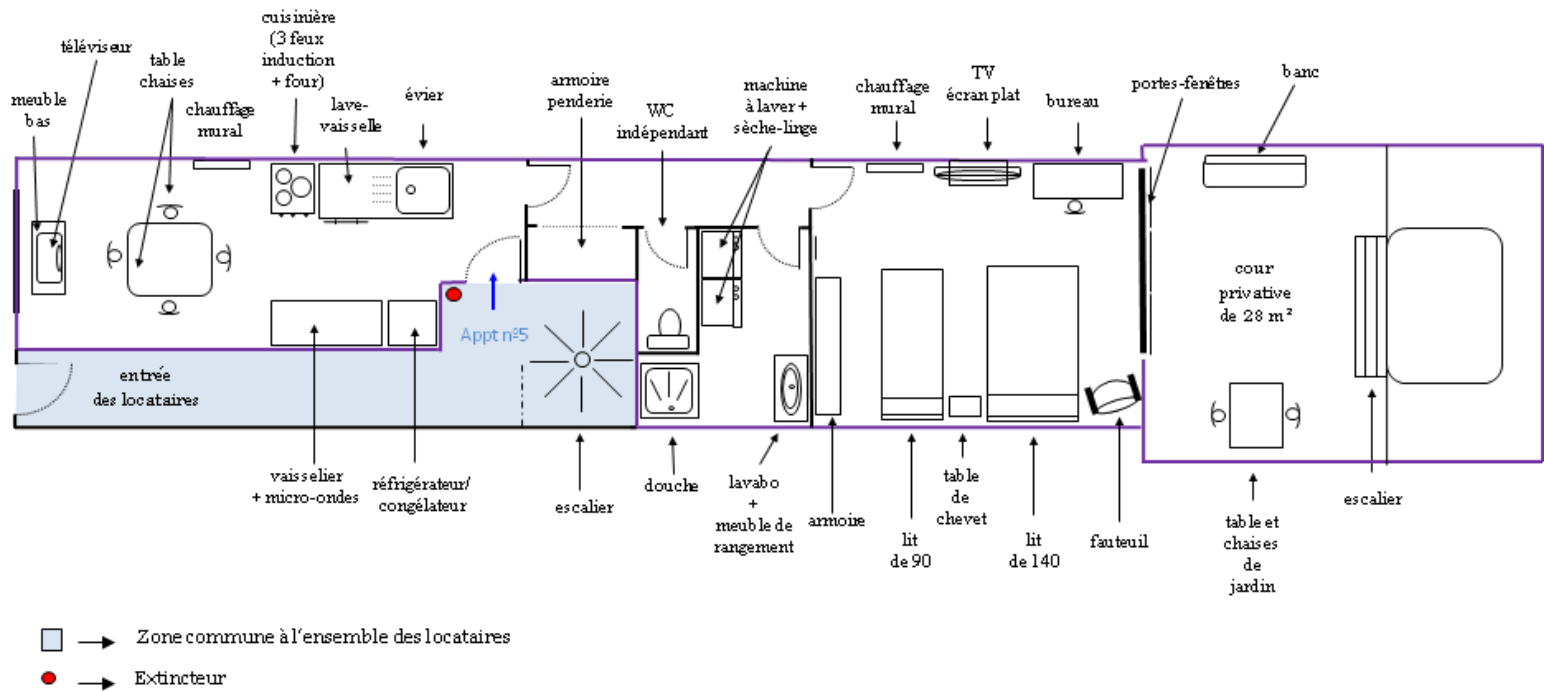 cuisinière
(3 feux
induction
+ four)
téléviseur
table
chaises
meuble
bas
chauffage
mural
lave-
vaisselle
évier
armoire
penderie
WC
indépendant
machine
à laver +
sèche-linge
chauffage
mural
TV
écran plat
bureau
portes-fenêtres
banc
cour
privative
de 28 m²
Appt nº5
entrée
des locataires
vaisselier
+ micro-ondes
réfrigérateur/
congélateur
escalier
douche
lavabo
+
meuble de
rangement
armoire
lit
de 90
table
de
chevet
lit
de 140
fauteuil
table et
chaises
de
jardin
escalier
Zone commune à l'ensemble des locataires
Extincteur